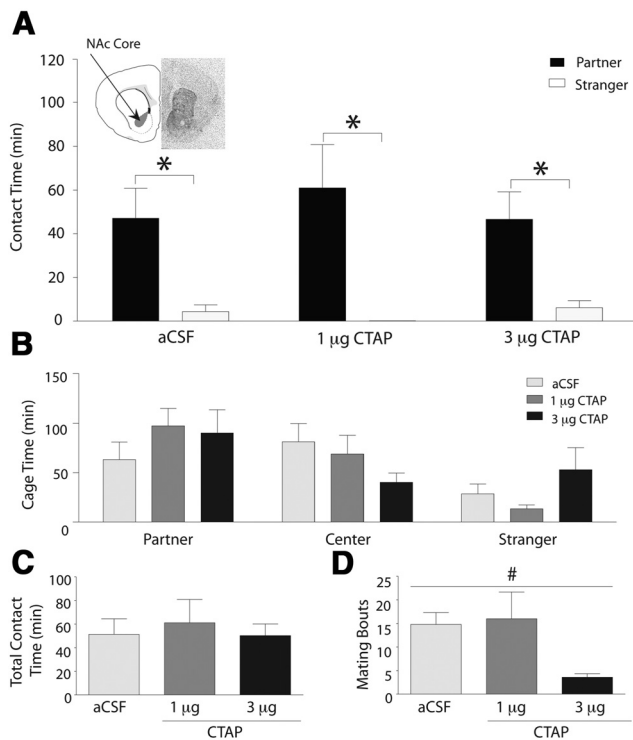 A
NAc Core
120
100
80
60
40
20
0
Contact Time (min)
Partner
Stranger
*
*
*
aCSF
1 μg CTAP
3 μg CTAP
B
150
100
50
0
Cage Time (min)
aCSF
1 μg CTAP
3 μg CTAP
Partner
Center
Stranger
C
100
80
60
40
20
0
Total Contact
Time (min)
aCSF
1 μg
3 μg
CTAP
D
25
20
15
10
5
0
Mating Bouts
#
aCSF
1 μg
3 μg
CTAP